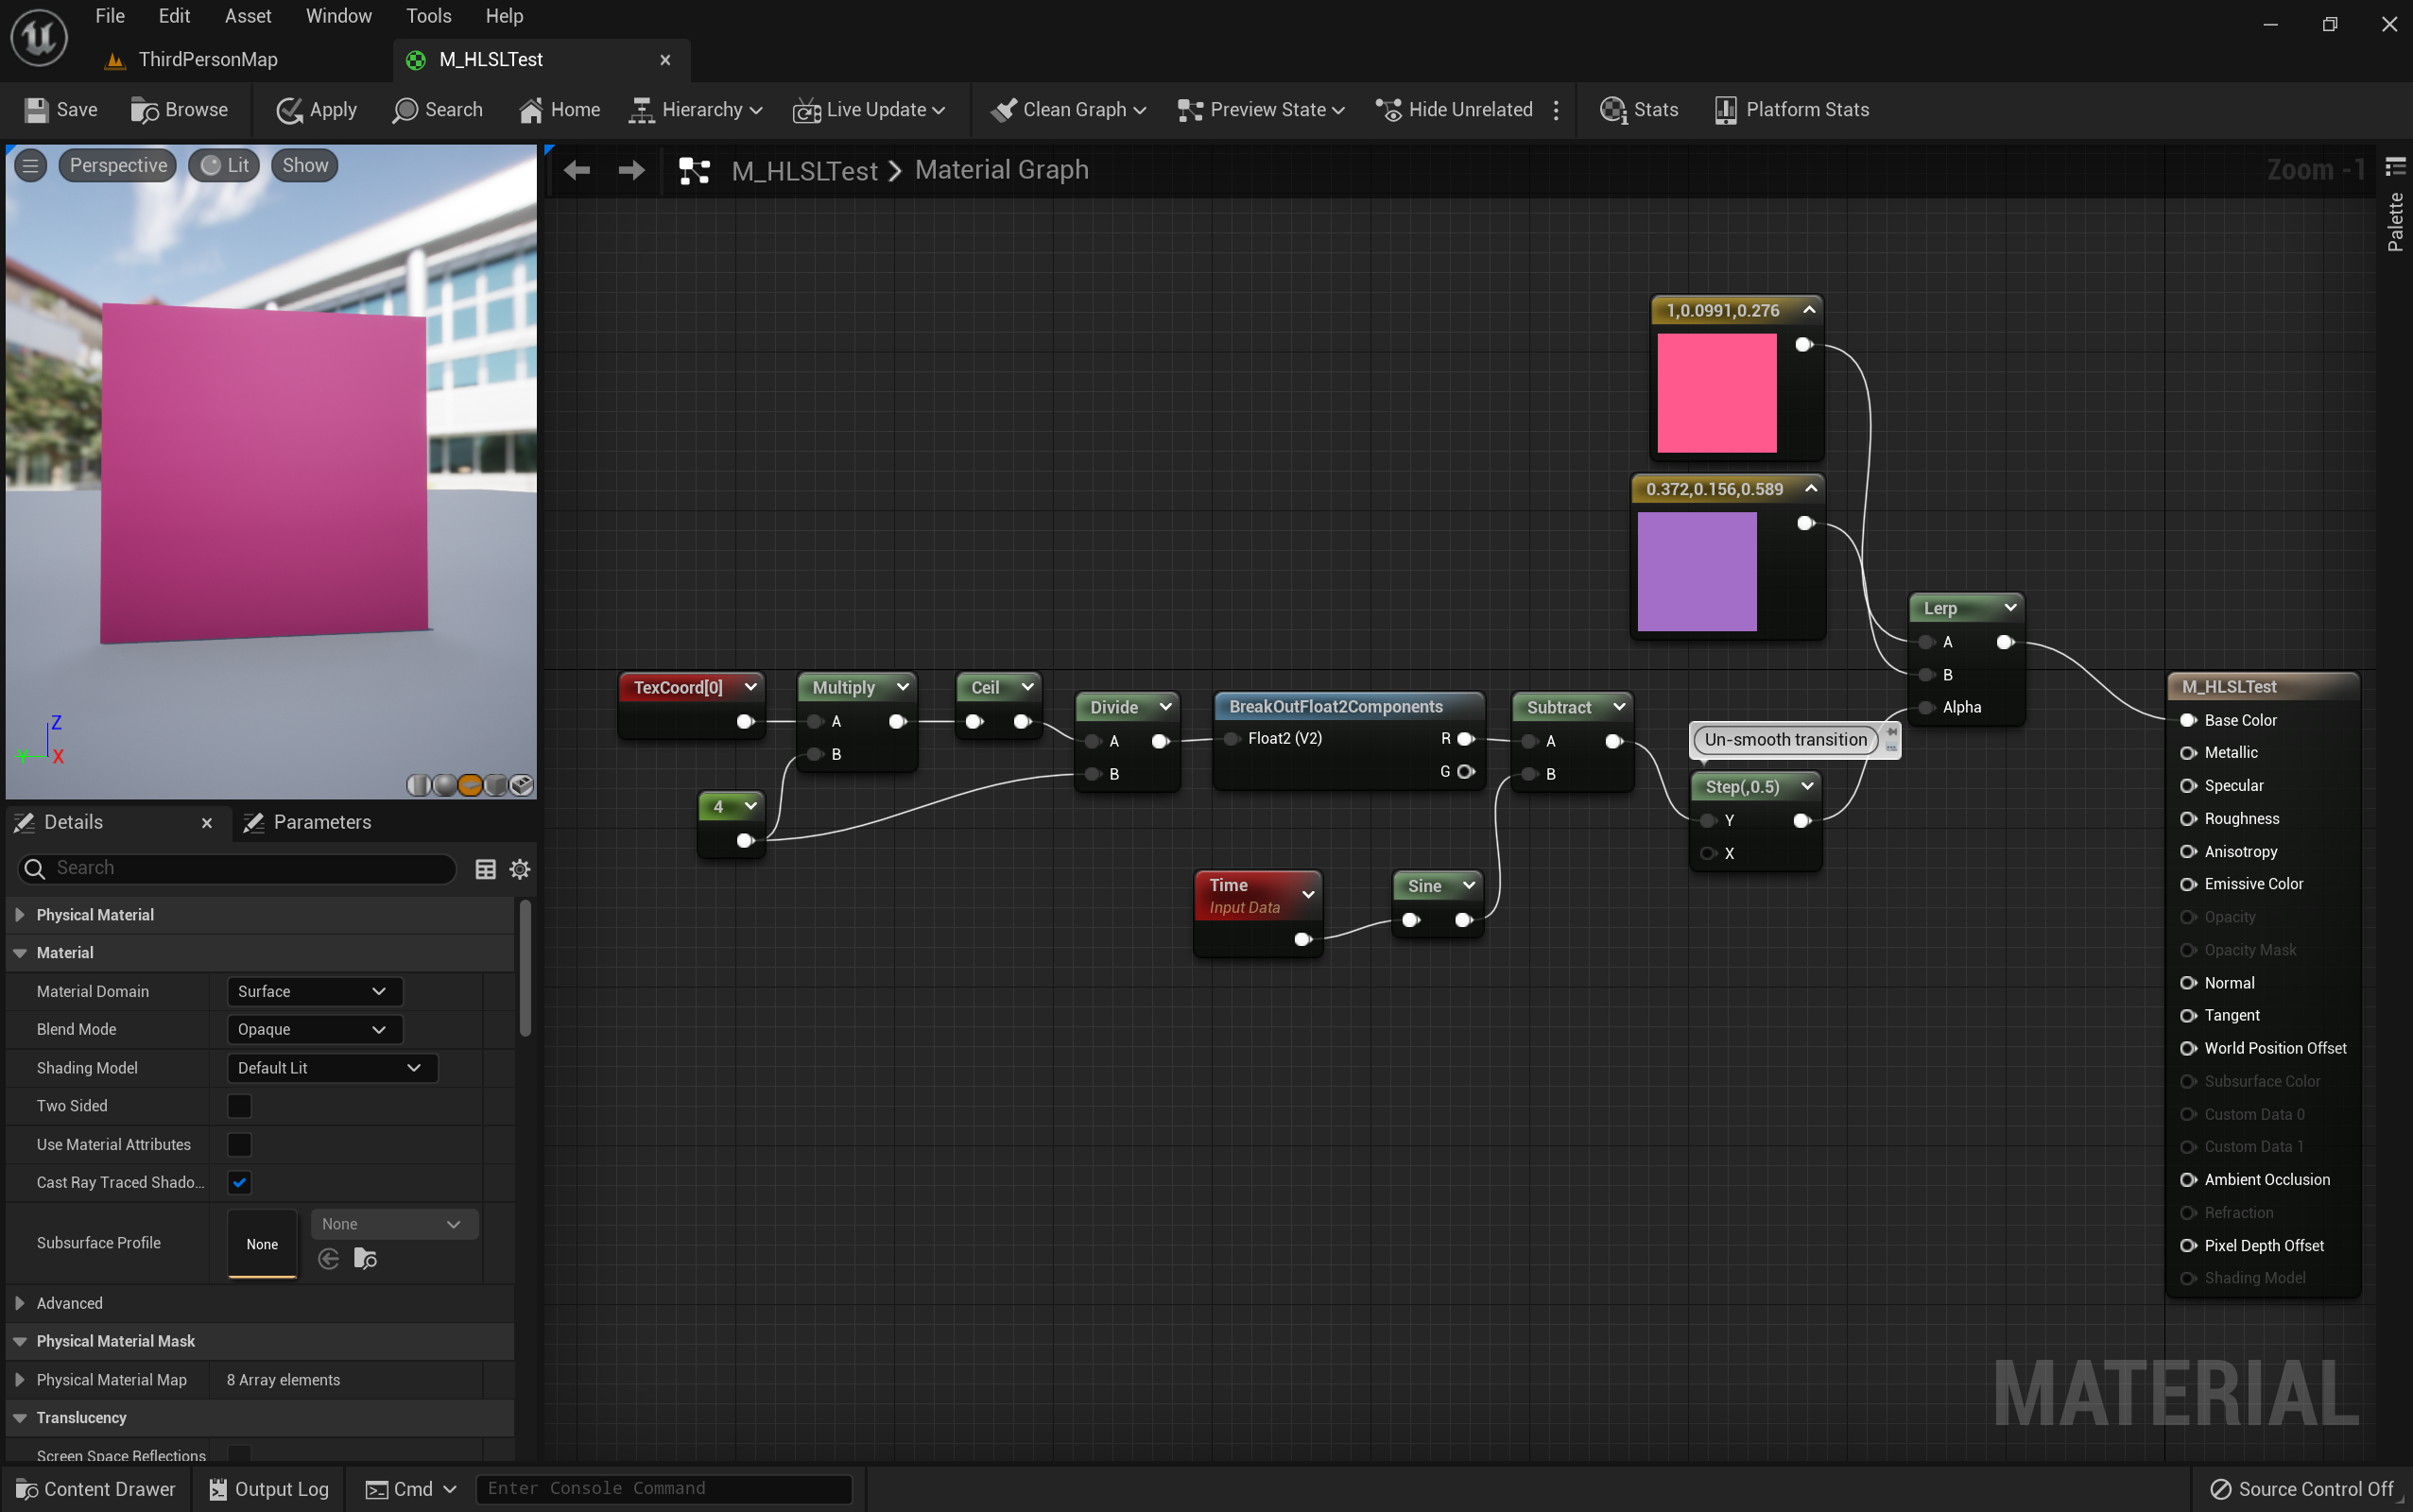 File Edit Asset Window Tools Help
ThirdPersonMap M_HLSLTest
Save Browse Apply Search Home Hierarchy Live Update Clean Graph Preview State Hide Unrelated Stats Platform Stats
Perspective Lit Show
M_HLSLTest Material Graph
Zoom -1
Palette
1,0.0991,0.276
0.372,0.156,0.589
Lerp
A
B
Alpha
TexCoord[0]
Multiply
A
B
Ceil
4
Divide
A
B
BreakOutFloat2Components
Float2 (V2) R
G
Subtract
A
B
Un-smooth transition
Step(,0.5)
Y
X
Time
Input Data
Sine
M_HLSLTest
Base Color
Metallic
Specular
Roughness
Anisotropy
Emissive Color
Opacity
Opacity Mask
Normal
Tangent
World Position Offset
Subsurface Color
Custom Data 0
Custom Data 1
Ambient Occlusion
Refraction
Pixel Depth Offset
Shading Model
MATERIAL
Z
Y X
Details Parameters
Search
Physical Material
Material
Material Domain Surface
Blend Mode Opaque
Shading Model Default Lit
Two Sided
Use Material Attributes
Cast Ray Traced Shado...
Subsurface Profile None None
Advanced
Physical Material Mask
Physical Material Map 8 Array elements
Translucency
Screen Space Reflections
Content Drawer Output Log Cmd Enter Console Command Source Control Off